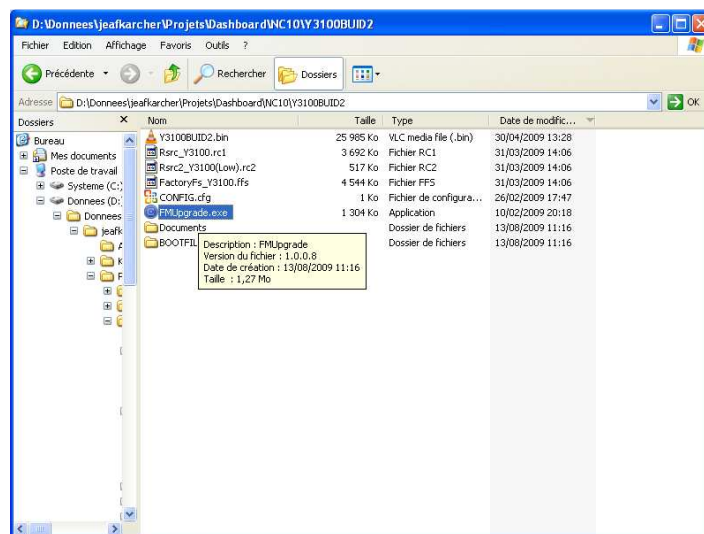 D:\Donnees\jeafkarcher\Projets\Dashboard\NC10\Y3100BUID2
Fichier Edition Affichage Favoris Outils ?
Précédente Rechercher Dossiers
Adresse D:\Donnees\jeafkarcher\Projets\Dashboard\NC10\Y3100BUID2 OK
Dossiers Nom Taille Type Date de modific...
Bureau
Mes documents
Poste de travail
Systeme (C:)
Donnees (D:
Donnees
jeafk
A
K
F
Y3100BUID2.bin 25 985 Ko VLC media file (.bin) 30/04/2009 13:28
Rsrc_Y3100.rc1 3 692 Ko Fichier RC1 31/03/2009 14:06
Rsrc2_Y3100(Low).rc2 517 Ko Fichier RC2 31/03/2009 14:06
FactoryFs_Y3100.ffs 4 544 Ko Fichier FFS 31/03/2009 14:06
CONFIG.cfg 1 Ko Fichier de configura... 26/02/2009 17:47
FMUpgrade.exe 1 304 Ko Application 10/02/2009 20:18
Documents Dossier de fichiers 13/08/2009 11:16
BOOTFIL Dossier de fichiers 13/08/2009 11:16
Description : FMUpgrade
Version du fichier : 1.0.0.8
Date de création : 13/08/2009 11:16
Taille : 1,27 Mo